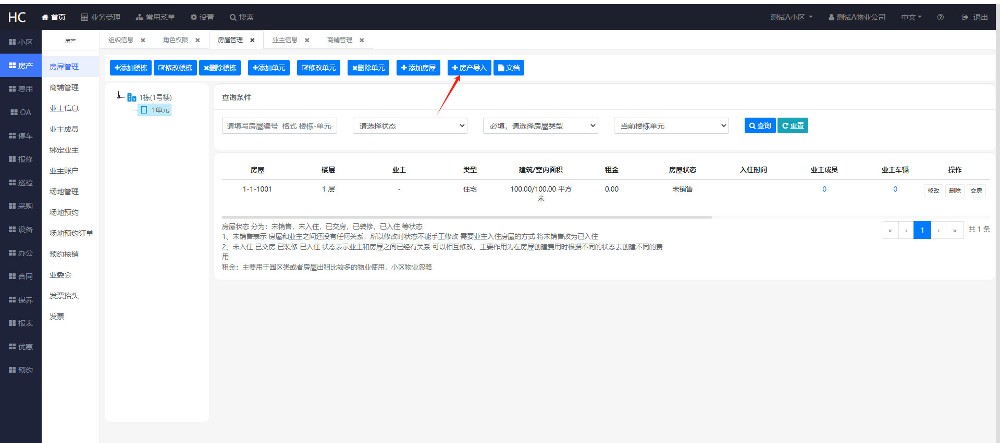 HC 首页 业务受理 常用菜单 设置 搜索 测试A小区 测试A物业公司 中文 退出
小区
房产
费用
OA
停车
报修
巡检
采购
设备
办公
合同
保养
报表
优惠
预约
房产
房屋管理
商铺管理
业主信息
业主成员
绑定业主
业主账户
场地管理
场地预约
场地预约订单
预约核销
业委会
发票抬头
发票
组织信息 角色权限 房屋管理 业主信息 商铺管理
添加楼栋 修改楼栋 删除楼栋 添加单元 修改单元 删除单元 添加房屋 房产导入 文档
1栋(1号楼)
1单元
查询条件
请填写房屋编号 格式 楼栋-单元- 请选择状态 必填，请选择房屋类型 当前楼栋单元 查询 重置
房屋 楼层 业主 类型 建筑/室内面积 租金 房屋状态 入住时间 业主成员 业主车辆 操作
1-1-1001 1 层 - 住宅 100.00/100.00 平方 0.00 未销售 0 0 修改 删除 交房
米
房屋状态 分为：未销售，未入住，已交房，已装修，已入住 等状态
1、未销售表示 房屋和业主之间还没有任何关系，所以修改时状态不能手工修改 需要业主入住房屋的方式 将未销售改为已入住
2、未入住 已交房 已装修 已入住 状态表示业主和房屋之间已经有关系 可以相互修改，主要作用为在房屋创建费用时根据不同的状态去创建不同的费
用
租金：主要用于园区类或者房屋出租比较多的物业使用，小区物业忽略
« ‹ 1 › » 共 1 条